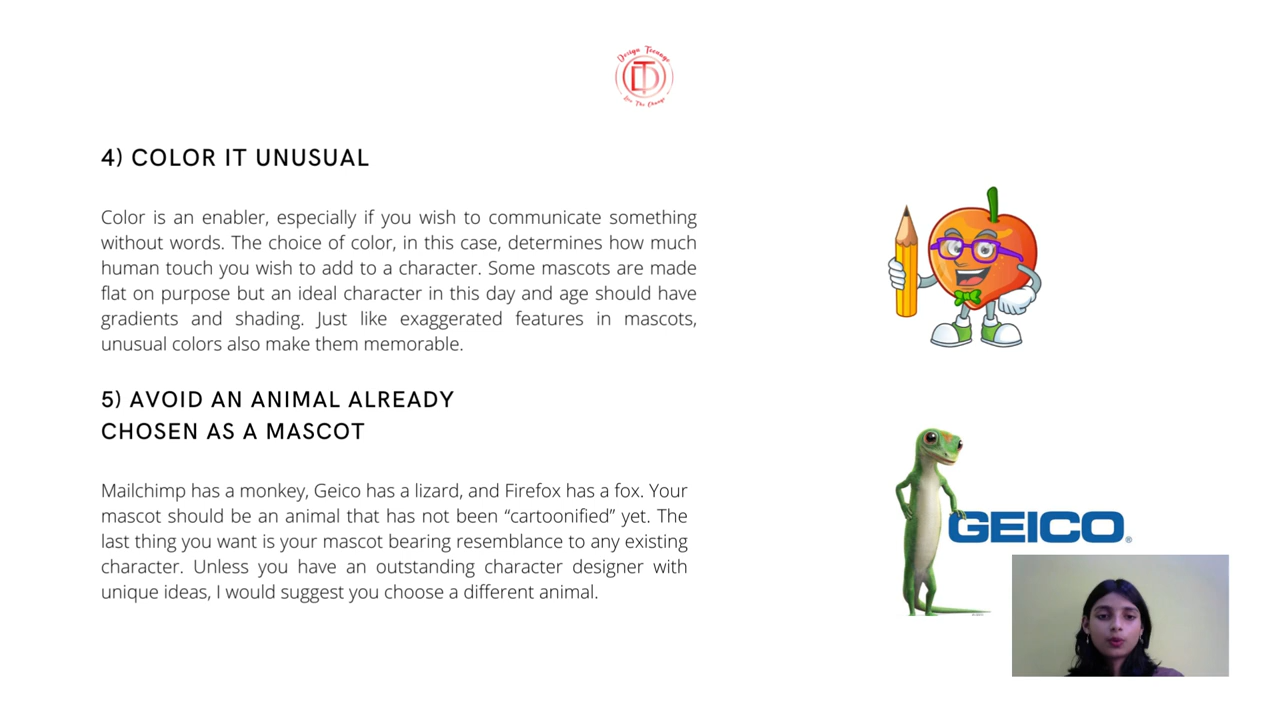 Design Teenage
Live The Change
4) COLOR IT UNUSUAL
Color is an enabler, especially if you wish to communicate something
without words. The choice of color, in this case, determines how much
human touch you wish to add to a character. Some mascots are made
flat on purpose but an ideal character in this day and age should have
gradients and shading. Just like exaggerated features in mascots,
unusual colors also make them memorable.
5) AVOID AN ANIMAL ALREADY
CHOSEN AS A MASCOT
Mailchimp has a monkey, Geico has a lizard, and Firefox has a fox. Your
mascot should be an animal that has not been “cartoonified” yet. The
last thing you want is your mascot bearing resemblance to any existing
character. Unless you have an outstanding character designer with
unique ideas, I would suggest you choose a different animal.
GEICO®